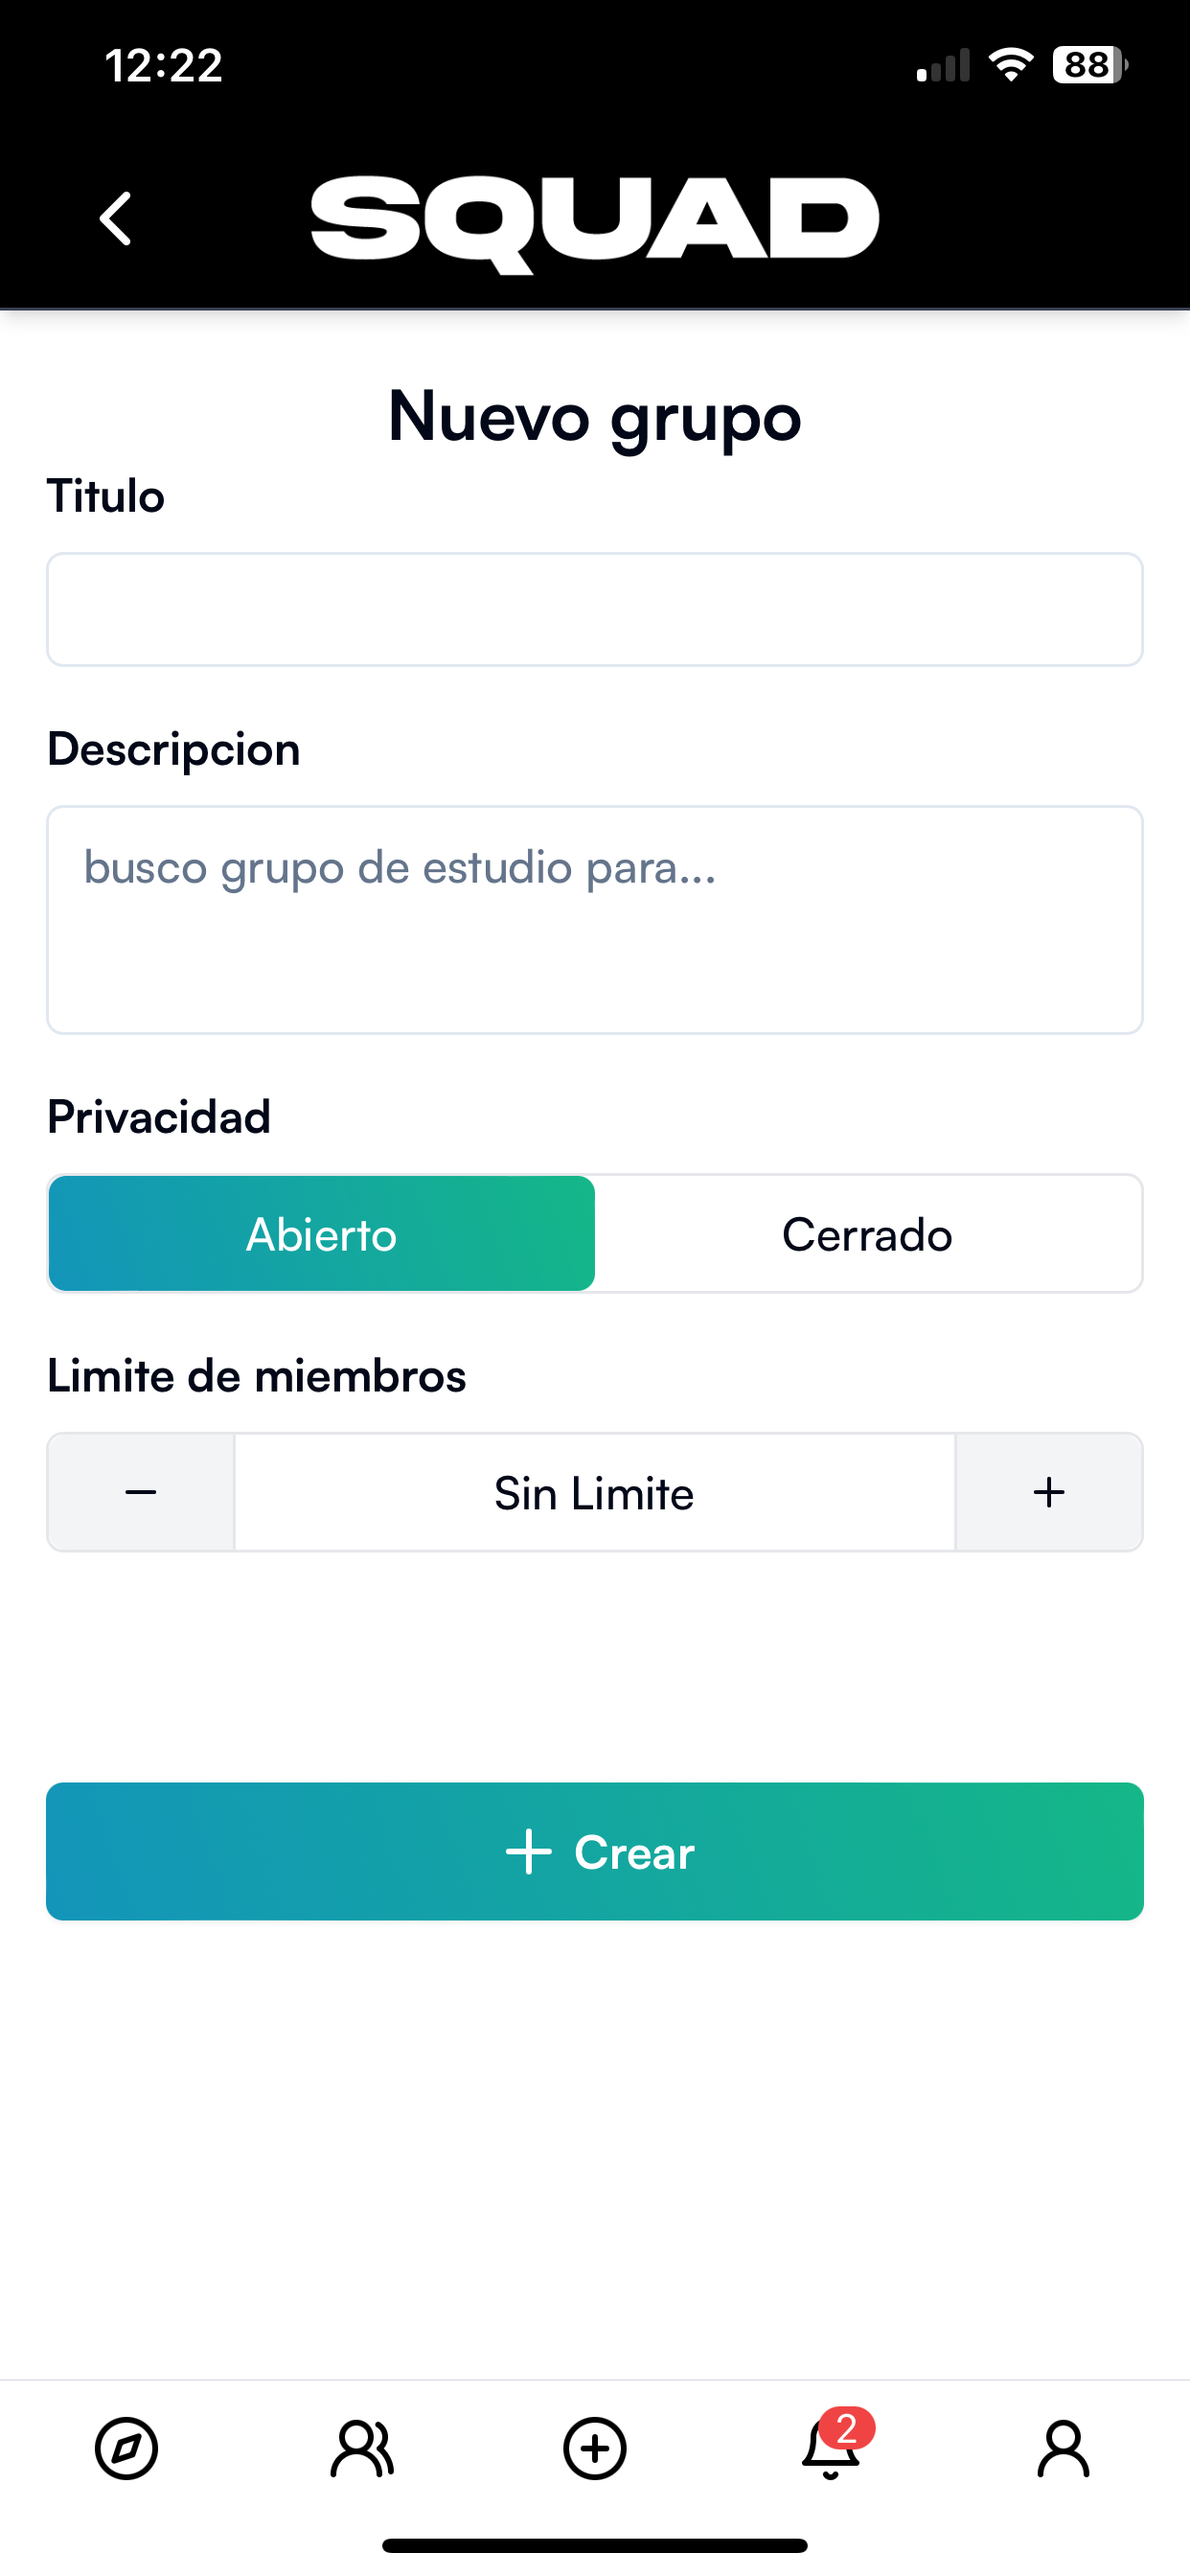 12:22
88
SQUAD
Nuevo grupo
Titulo
Descripcion
busco grupo de estudio para...
Privacidad
Abierto
Cerrado
Limite de miembros
Sin Limite
Crear
2